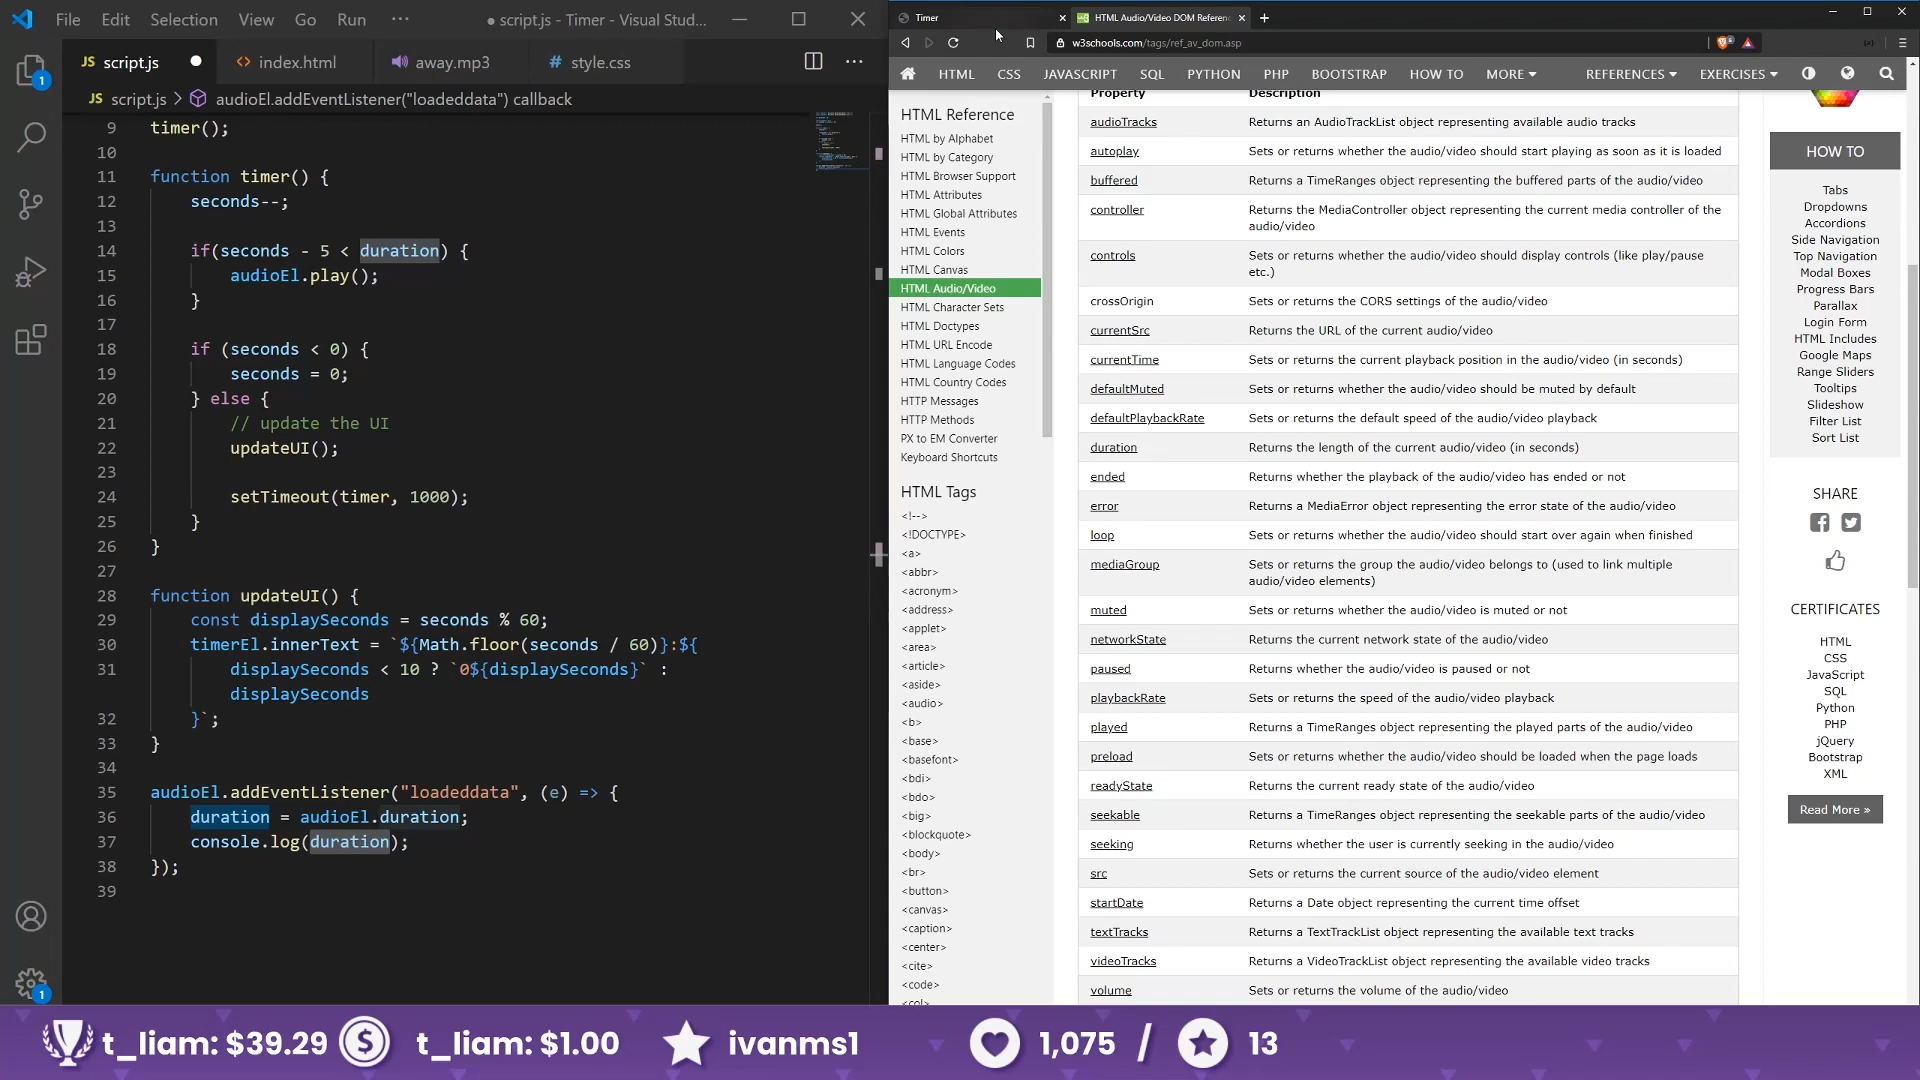 File Edit Selection View Go Run ··· ● script.js - Timer - Visual Stud...
JS script.js
<> index.html
away.mp3
# style.css
JS script.js > audioEl.addEventListener("loadeddata") callback
9 timer();
10
11 function timer() {
12 seconds--;
13
14 if(seconds - 5 < duration) {
15 audioEl.play();
16 }
17
18 if (seconds < 0) {
19 seconds = 0;
20 } else {
21 // update the UI
22 updateUI();
23
24 setTimeout(timer, 1000);
25 }
26 }
27
28 function updateUI() {
29 const displaySeconds = seconds % 60;
30 timerEl.innerText = `${Math.floor(seconds / 60)}:${
31 displaySeconds < 10 ? `0${displaySeconds}` :
displaySeconds
32 }`;
33 }
34
35 audioEl.addEventListener("loadeddata", (e) => {
36 duration = audioEl.duration;
37 console.log(duration);
38 });
39
1
1
Timer
HTML Audio/Video DOM Referen
w3schools.com/tags/ref_av_dom.asp
HTML CSS JAVASCRIPT SQL PYTHON PHP BOOTSTRAP HOW TO MORE REFERENCES EXERCISES
HTML Reference
HTML by Alphabet
HTML by Category
HTML Browser Support
HTML Attributes
HTML Global Attributes
HTML Events
HTML Colors
HTML Canvas
HTML Audio/Video
HTML Character Sets
HTML Doctypes
HTML URL Encode
HTML Language Codes
HTML Country Codes
HTTP Messages
HTTP Methods
PX to EM Converter
Keyboard Shortcuts
HTML Tags
<!-->
<!DOCTYPE>
<a>
<abbr>
<acronym>
<address>
<applet>
<area>
<article>
<aside>
<audio>
<b>
<base>
<basefont>
<bdi>
<bdo>
<big>
<blockquote>
<body>
<br>
<button>
<canvas>
<caption>
<center>
<cite>
<code>
<col>
Property Description
audioTracks Returns an AudioTrackList object representing available audio tracks
autoplay Sets or returns whether the audio/video should start playing as soon as it is loaded
buffered Returns a TimeRanges object representing the buffered parts of the audio/video
controller Returns the MediaController object representing the current media controller of the
audio/video
controls Sets or returns whether the audio/video should display controls (like play/pause
etc.)
crossOrigin Sets or returns the CORS settings of the audio/video
currentSrc Returns the URL of the current audio/video
currentTime Sets or returns the current playback position in the audio/video (in seconds)
defaultMuted Sets or returns whether the audio/video should be muted by default
defaultPlaybackRate Sets or returns the default speed of the audio/video playback
duration Returns the length of the current audio/video (in seconds)
ended Returns whether the playback of the audio/video has ended or not
error Returns a MediaError object representing the error state of the audio/video
loop Sets or returns whether the audio/video should start over again when finished
mediaGroup Sets or returns the group the audio/video belongs to (used to link multiple
audio/video elements)
muted Sets or returns whether the audio/video is muted or not
networkState Returns the current network state of the audio/video
paused Returns whether the audio/video is paused or not
playbackRate Sets or returns the speed of the audio/video playback
played Returns a TimeRanges object representing the played parts of the audio/video
preload Sets or returns whether the audio/video should be loaded when the page loads
readyState Returns the current ready state of the audio/video
seekable Returns a TimeRanges object representing the seekable parts of the audio/video
seeking Returns whether the user is currently seeking in the audio/video
src Sets or returns the current source of the audio/video element
startDate Returns a Date object representing the current time offset
textTracks Returns a TextTrackList object representing the available text tracks
videoTracks Returns a VideoTrackList object representing the available video tracks
volume Sets or returns the volume of the audio/video
HOW TO
Tabs
Dropdowns
Accordions
Side Navigation
Top Navigation
Modal Boxes
Progress Bars
Parallax
Login Form
HTML Includes
Google Maps
Range Sliders
Tooltips
Slideshow
Filter List
Sort List
SHARE
CERTIFICATES
HTML
CSS
JavaScript
SQL
Python
PHP
jQuery
Bootstrap
XML
Read More »
t_liam: $39.29 t_liam: $1.00 ivanms1 1,075 / 13